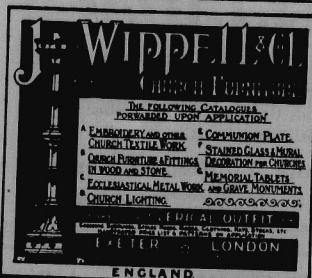 J. WIPPELL & CO.
CHURCH FURNITURE
THE FOLLOWING CATALOGUES
FORWARDED UPON APPLICATION
A EMBROIDERY AND OTHER
CHURCH TEXTILE WORK
B CHURCH FURNITURE & FITTINGS
IN WOOD AND STONE
C ECCLESIASTICAL METAL WORK
D CHURCH LIGHTING
E COMMUNION PLATE
F STAINED GLASS & MURAL
DECORATION FOR CHURCHES
G MEMORIAL TABLETS
AND GRAVE MONUMENTS
CLERICAL OUTFIT
EXETER LONDON
ENGLAND